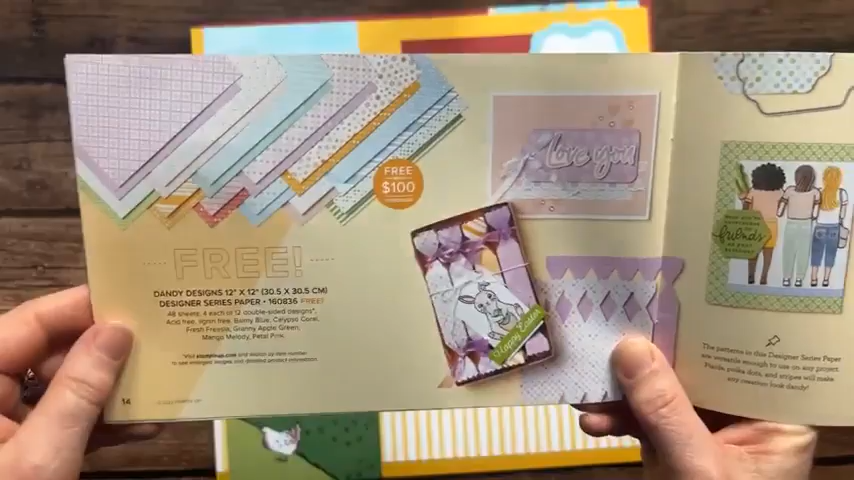 FREE
$100
FREE!
DANDY DESIGNS 12" X 12" (30.5 X 30.5 CM)
DESIGNER SERIES PAPER • 160836 FREE!
48 sheets, 4 each of 12 double-sided designs*.
Acid free, lignin free. Balmy Blue, Calypso Coral,
Fresh Freesia, Granny Apple Green,
Mango Melody, Petal Pink.
14
Love you
Happy Easter
friends
The patterns in this Designer Series Paper
are versatile enough to use on any project.
Plaids, polka dots, and stripes will make
any creation look dandy!